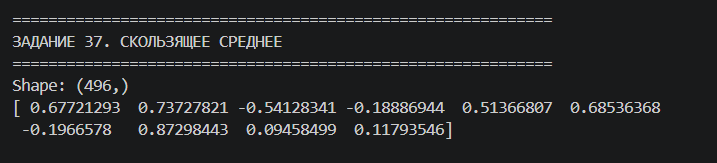 ============================================================
ЗАДАНИЕ 37. СКОЛЬЗЯЩЕЕ СРЕДНЕЕ
============================================================
Shape: (496,)
[ 0.67721293  0.73727821 -0.54128341 -0.18886944  0.51366807  0.68536368
 -0.1966578   0.87298443  0.09458499  0.11793546]